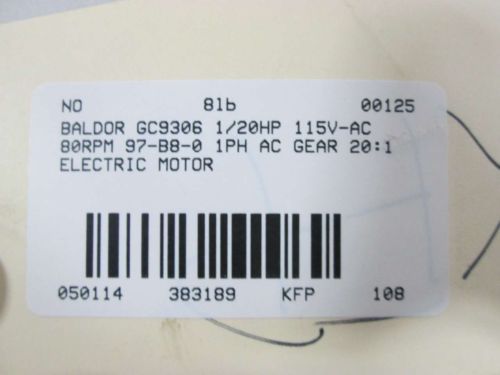 NO 8lb 00125
BALDOR GC9306 1/20HP 115V-AC
80RPM 97-B8-0 1PH AC GEAR 20:1
ELECTRIC MOTOR
050114 383189 KFP 108